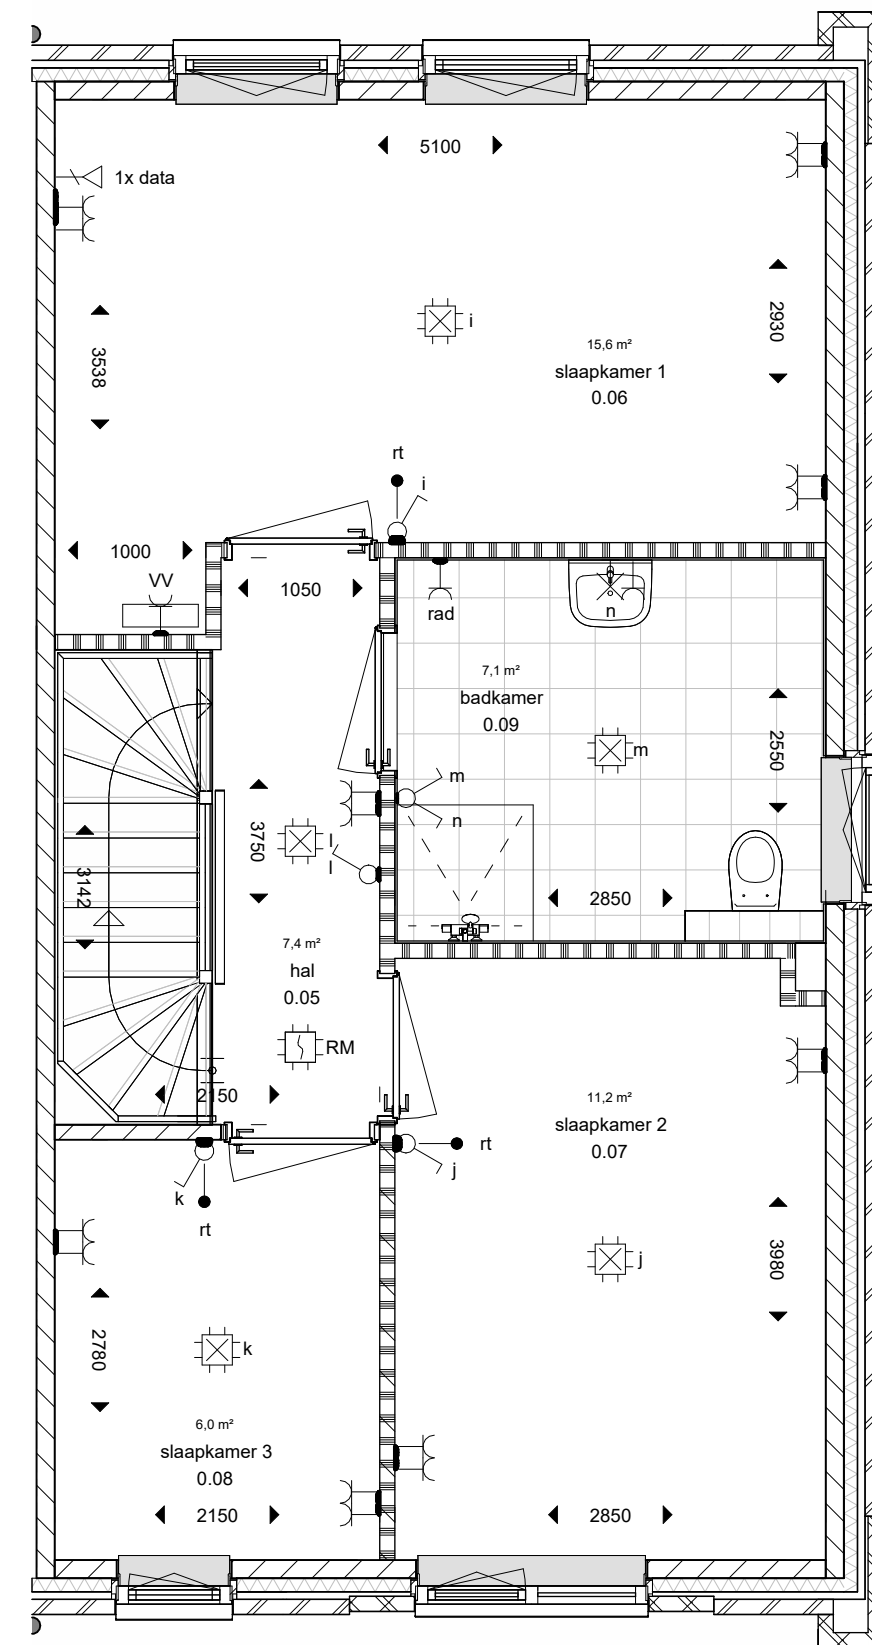 5100
1x data
2930
3538
i
15,6 m²
slaapkamer 1
0.06
rt
i
1000
1050
VV
rad
n
7,1 m²
badkamer
0.09
2550
m
m
n
3750
l
l
3142
2850
7,4 m²
hal
0.05
RM
2150
11,2 m²
slaapkamer 2
0.07
rt
j
k
rt
3980
j
2780
k
6,0 m²
slaapkamer 3
0.08
2150
2850